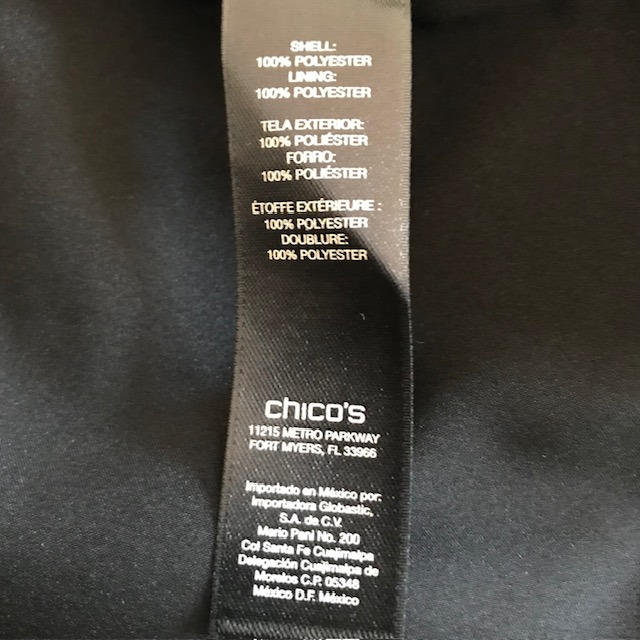 SHELL:
100% POLYESTER
LINING:
100% POLYESTER
TELA EXTERIOR:
100% POLIÉSTER
FORRO:
100% POLIÉSTER
ÉTOFFE EXTÉRIEURE :
100% POLYESTER
DOUBLURE:
100% POLYESTER
chico's
11215 METRO PARKWAY
FORT MYERS, FL 33966
Importado en México por:
Importadora Globastic,
S.A. de C.V.
Mario Pani No. 200
Col Santa Fe Cuajimalpa
Delegación Cuajimalpa de
Morelos C.P. 05348
México D.F. México